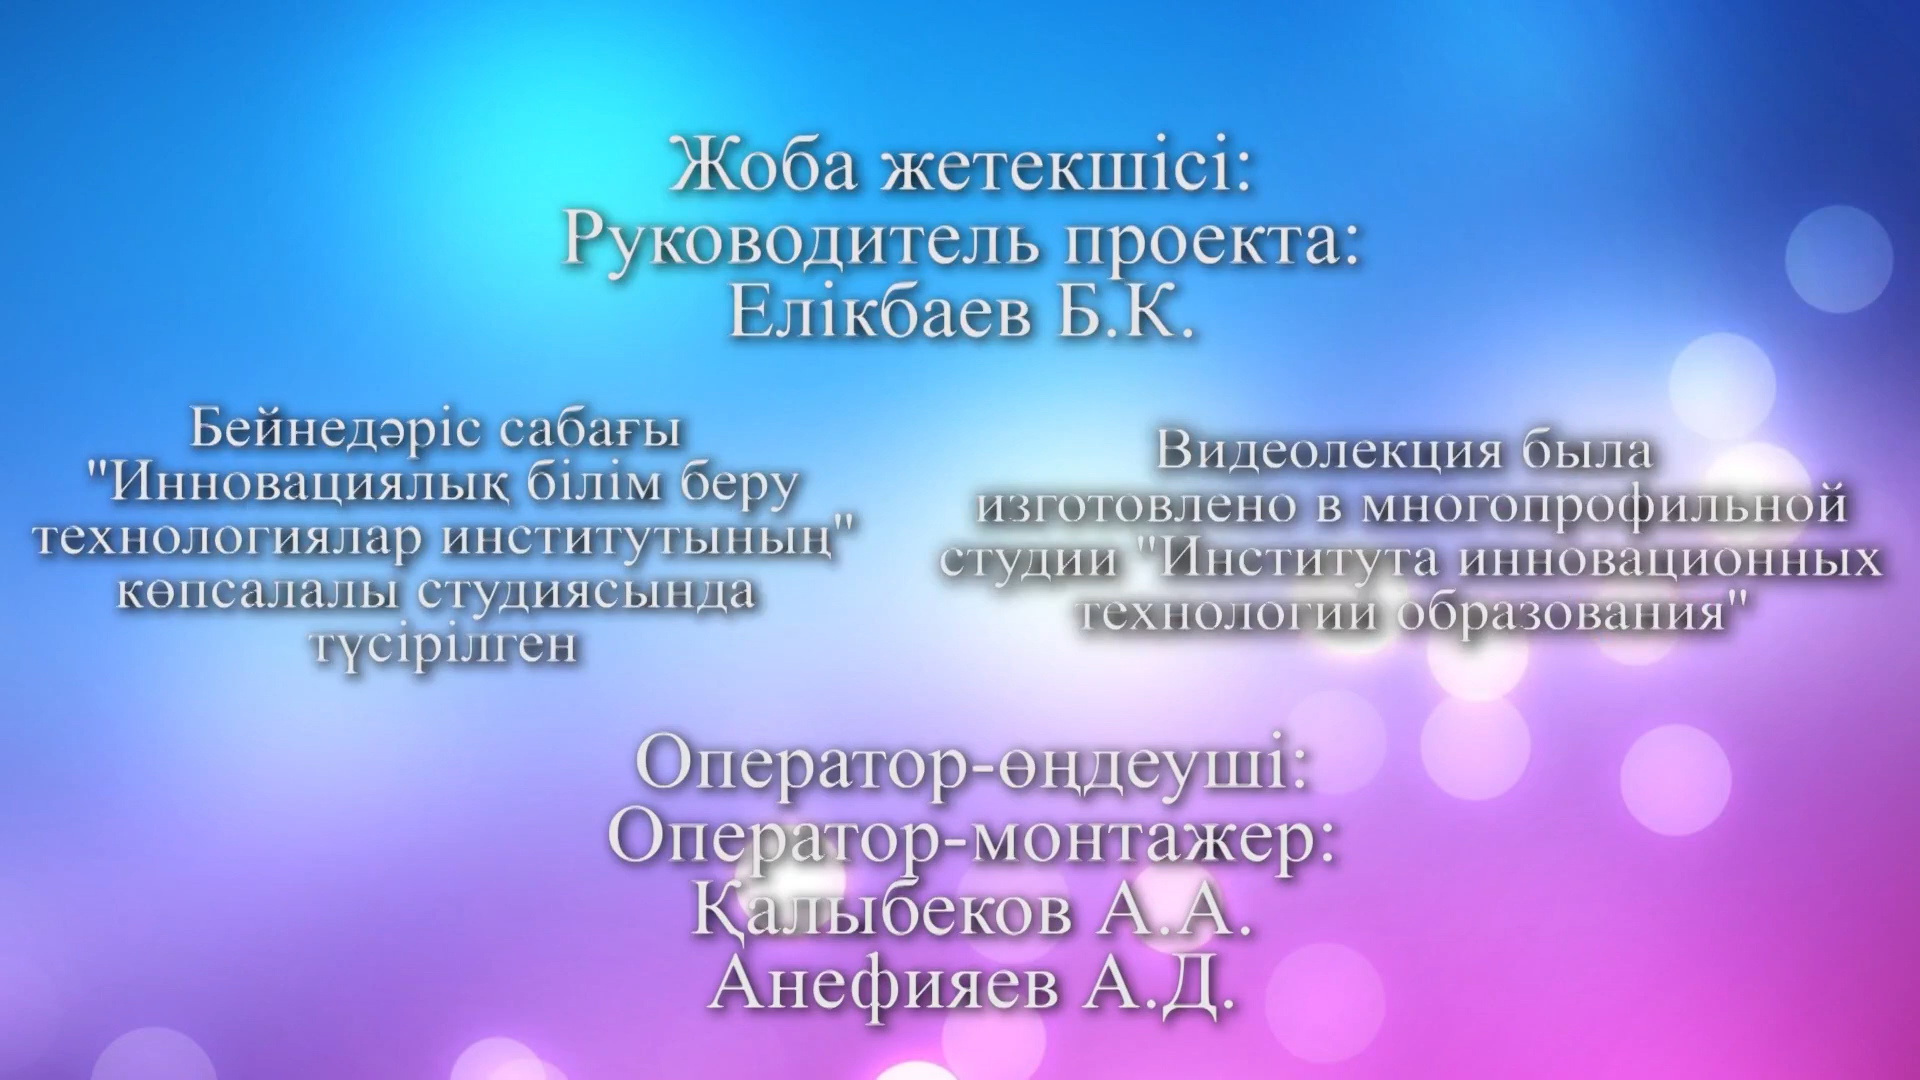 Жоба жетекшісі:
Руководитель проекта:
Елікбаев Б.К.
Бейнедәріс сабағы
"Инновациялық білім беру
технологиялар институтының"
көпсалалы студиясында
түсірілген
Видеолекция была
изготовлено в многопрофильной
студии "Института инновационных
технологии образования"
Оператор-өңдеуші:
Оператор-монтажер:
Қалыбеков А.А.
Анефияев А.Д.